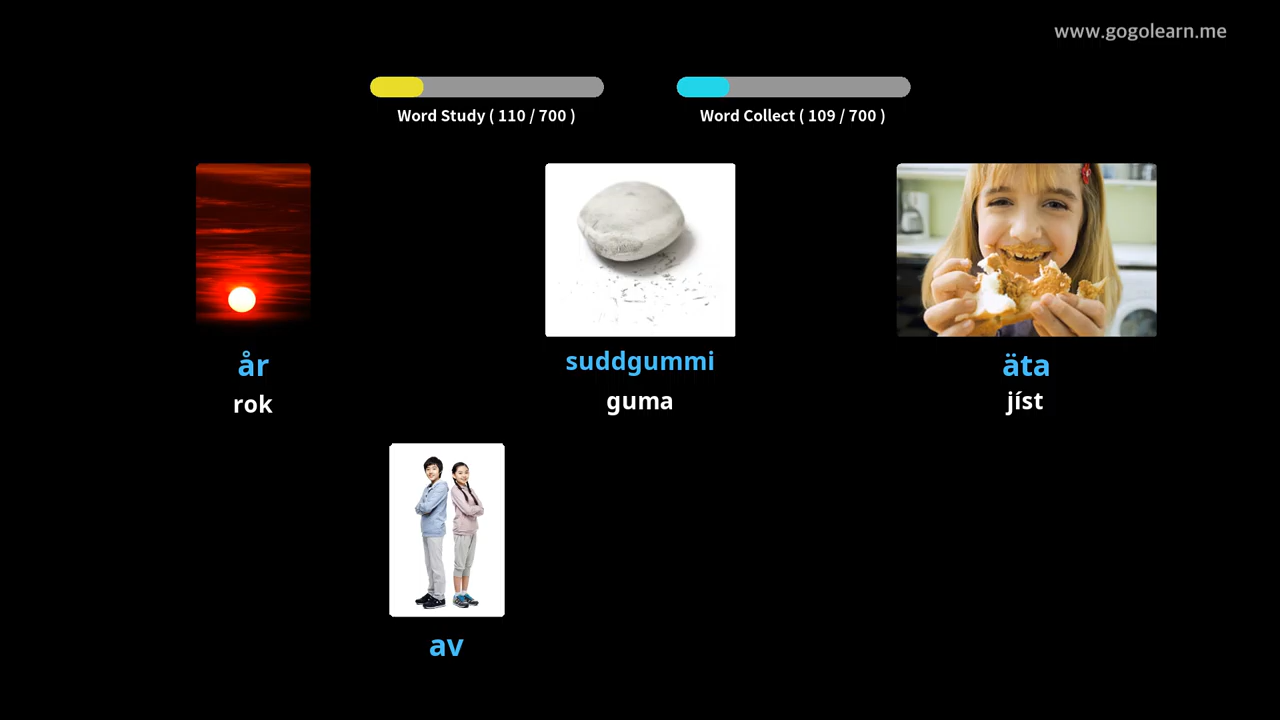 www.gogolearn.me
Word Study ( 110 / 700 )
Word Collect ( 109 / 700 )
år
suddgummi
äta
rok
guma
jíst
av